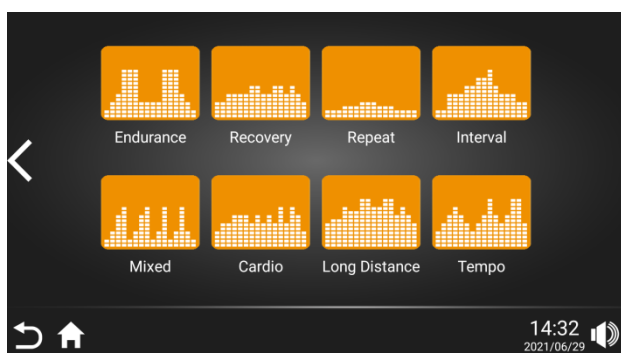 Endurance
Recovery
Repeat
Interval
Mixed
Cardio
Long Distance
Tempo
14:32
2021/06/29